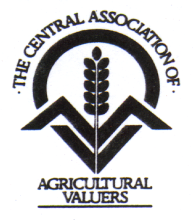 · THE CENTRAL ASSOCIATION OF ·
AGRICULTURAL
VALUERS